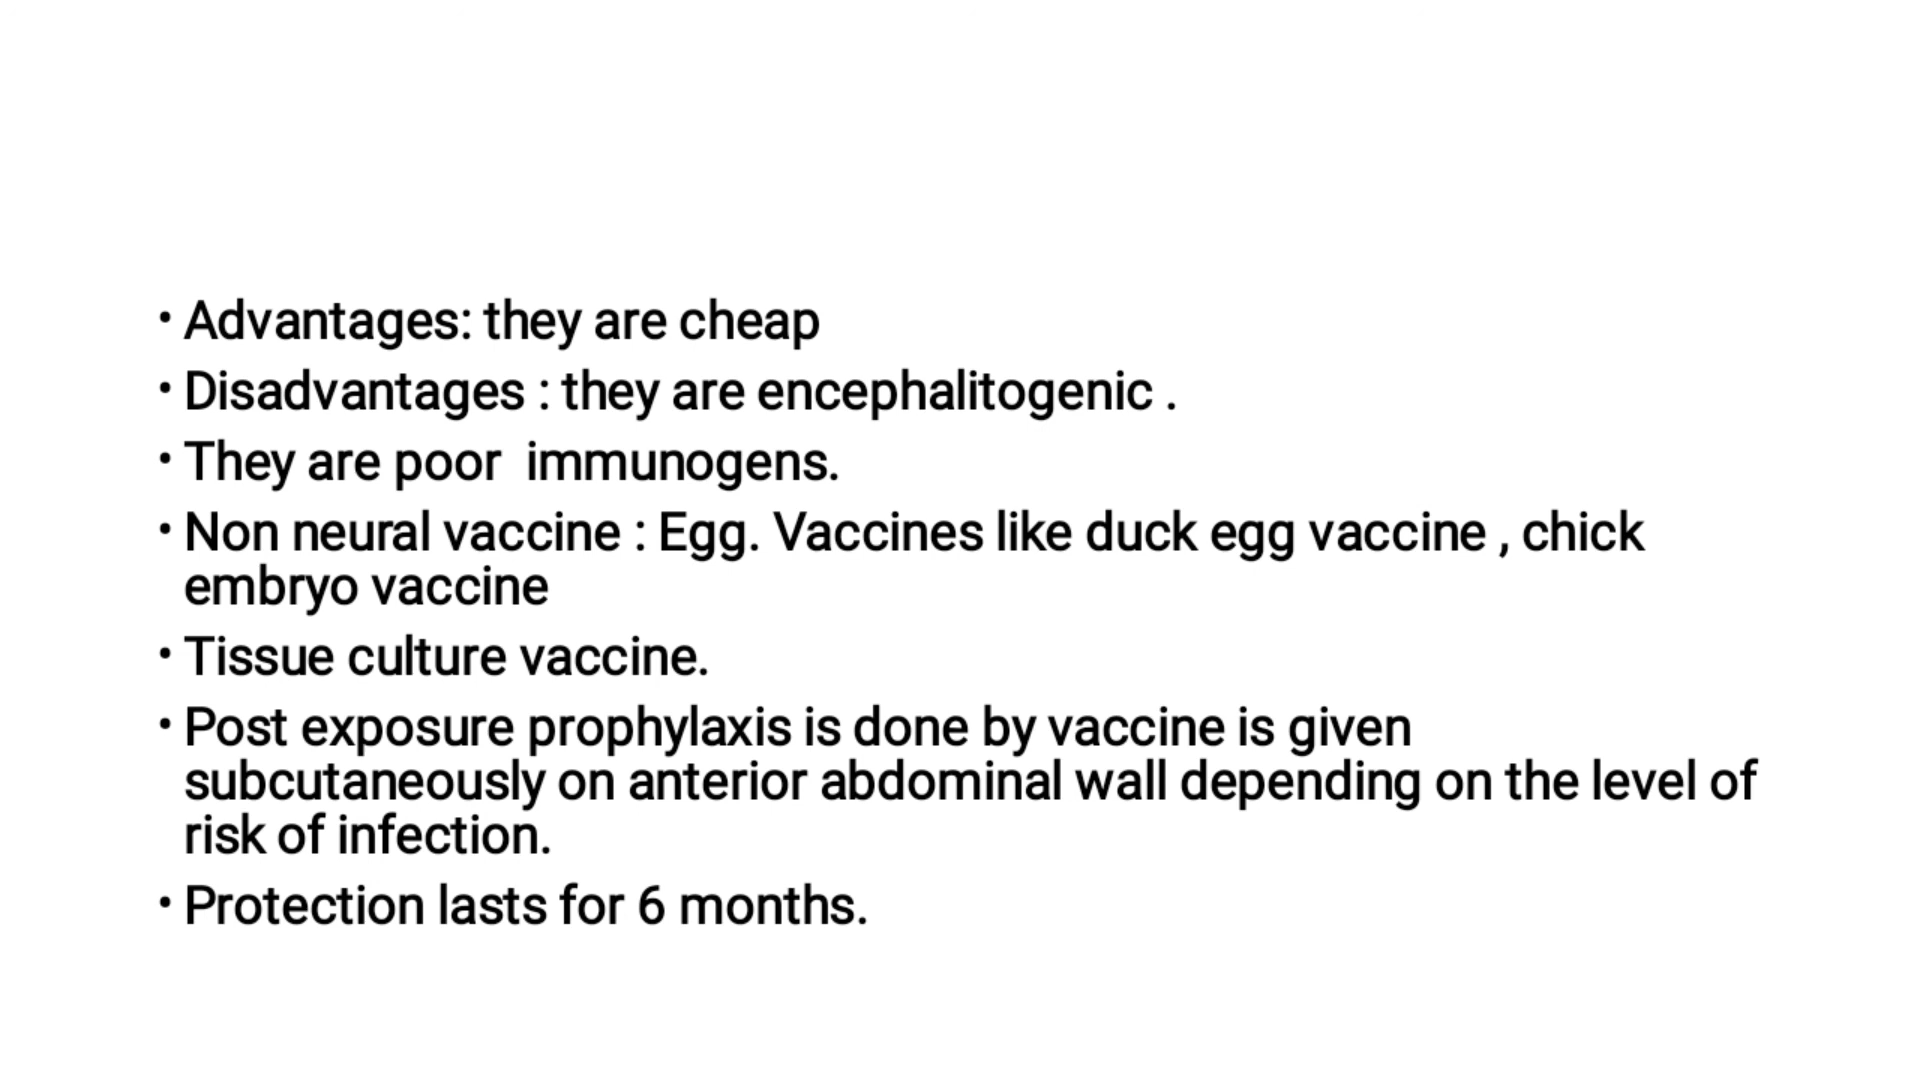 • Advantages: they are cheap
• Disadvantages : they are encephalitogenic .
• They are poor  immunogens.
• Non neural vaccine : Egg. Vaccines like duck egg vaccine , chick
embryo vaccine
• Tissue culture vaccine.
• Post exposure prophylaxis is done by vaccine is given
subcutaneously on anterior abdominal wall depending on the level of
risk of infection.
• Protection lasts for 6 months.